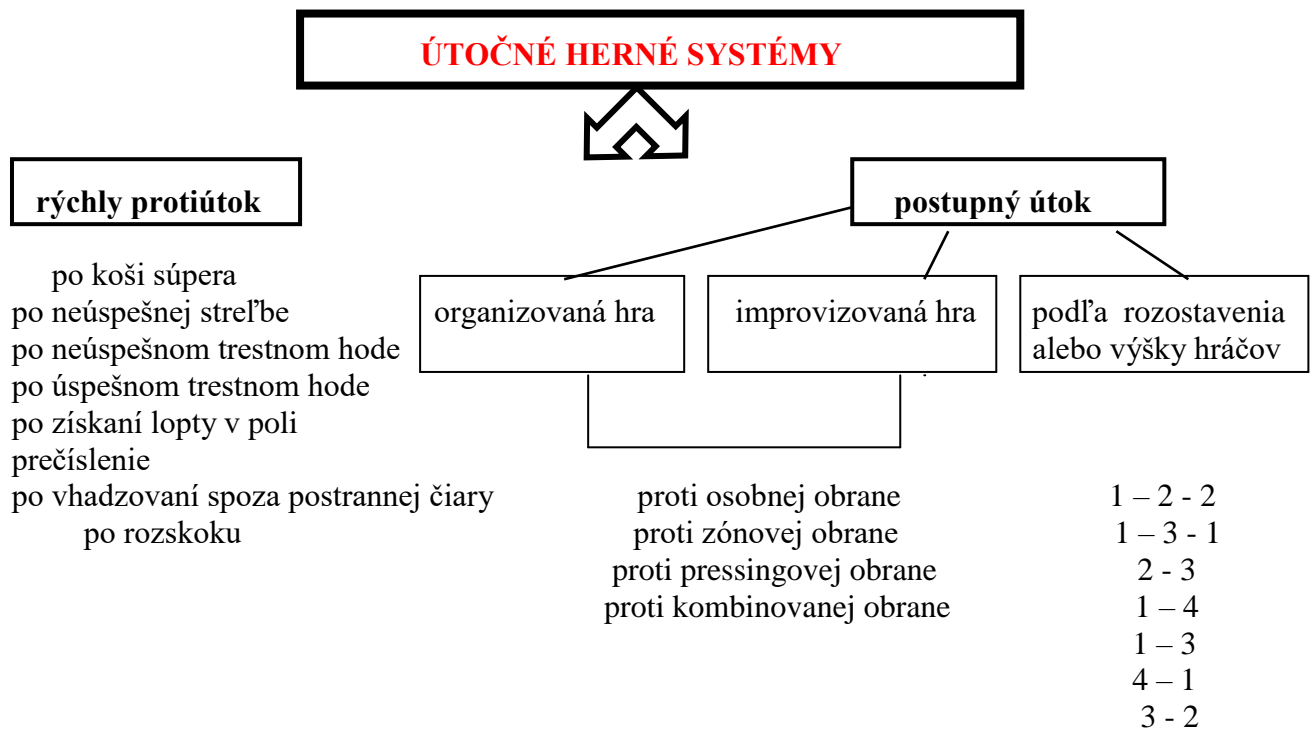 ÚTOČNÉ HERNÉ SYSTÉMY
rýchly protiútok
postupný útok
po koši súpera
po neúspešnej streľbe
po neúspešnom trestnom hode
po úspešnom trestnom hode
po získaní lopty v poli
prečíslenie
po vhadzovaní spoza postrannej čiary
po rozskoku
organizovaná hra
improvizovaná hra
podľa rozostavenia
alebo výšky hráčov
proti osobnej obrane
proti zónovej obrane
proti pressingovej obrane
proti kombinovanej obrane
1 – 2 - 2
1 – 3 - 1
2 - 3
1 – 4
1 – 3
4 – 1
3 - 2